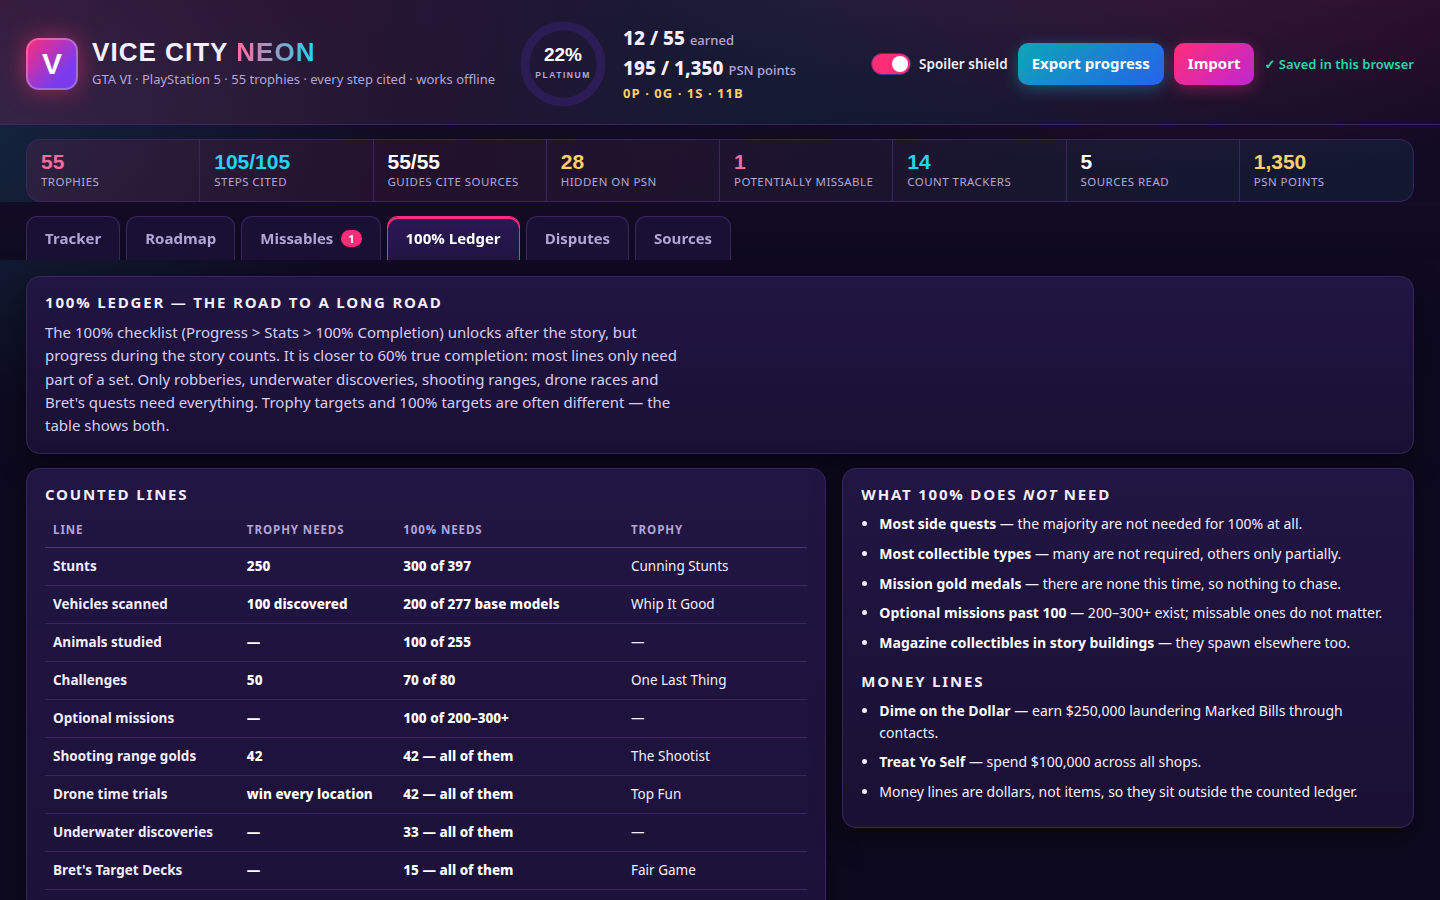 V
VICE CITY NEON
GTA VI · PlayStation 5 · 55 trophies · every step cited · works offline
22%
PLATINUM
12 / 55 earned
195 / 1,350 PSN points
0P · 0G · 1S · 11B
Spoiler shield
Export progress
Import
✓ Saved in this browser
55
TROPHIES
105/105
STEPS CITED
55/55
GUIDES CITE SOURCES
28
HIDDEN ON PSN
1
POTENTIALLY MISSABLE
14
COUNT TRACKERS
5
SOURCES READ
1,350
PSN POINTS
Tracker
Roadmap
Missables 1
100% Ledger
Disputes
Sources
100% LEDGER — THE ROAD TO A LONG ROAD
The 100% checklist (Progress > Stats > 100% Completion) unlocks after the story, but
progress during the story counts. It is closer to 60% true completion: most lines only need
part of a set. Only robberies, underwater discoveries, shooting ranges, drone races and
Bret's quests need everything. Trophy targets and 100% targets are often different — the
table shows both.
COUNTED LINES
LINE TROPHY NEEDS 100% NEEDS TROPHY
Stunts 250 300 of 397 Cunning Stunts
Vehicles scanned 100 discovered 200 of 277 base models Whip It Good
Animals studied — 100 of 255 —
Challenges 50 70 of 80 One Last Thing
Optional missions — 100 of 200–300+ —
Shooting range golds 42 42 — all of them The Shootist
Drone time trials win every location 42 — all of them Top Fun
Underwater discoveries — 33 — all of them —
Bret's Target Decks — 15 — all of them Fair Game
WHAT 100% DOES NOT NEED
• Most side quests — the majority are not needed for 100% at all.
• Most collectible types — many are not required, others only partially.
• Mission gold medals — there are none this time, so nothing to chase.
• Optional missions past 100 — 200–300+ exist; missable ones do not matter.
• Magazine collectibles in story buildings — they spawn elsewhere too.
MONEY LINES
• Dime on the Dollar — earn $250,000 laundering Marked Bills through
contacts.
• Treat Yo Self — spend $100,000 across all shops.
• Money lines are dollars, not items, so they sit outside the counted ledger.